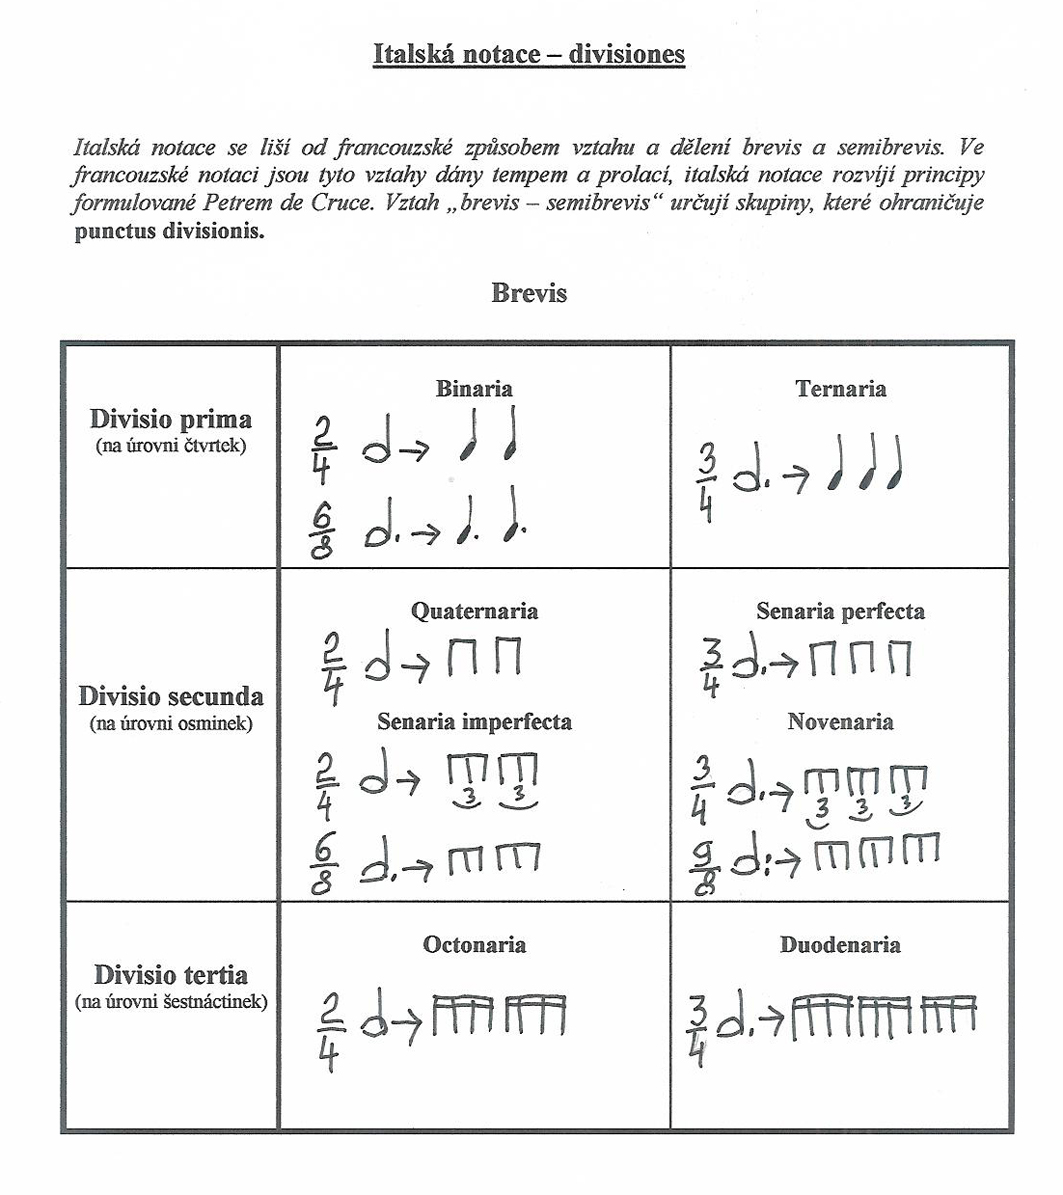 Italská notace – divisiones
Italská notace se liší od francouzské způsobem vztahu a dělení brevis a semibrevis. Ve
francouzské notaci jsou tyto vztahy dány tempem a prolací, italská notace rozvíjí principy
formulované Petrem de Cruce. Vztah „brevis – semibrevis“ určují skupiny, které ohraničuje
punctus divisionis.
Brevis
Divisio prima
(na úrovni čtvrtek)
Binaria
2/4
6/8
Ternaria
3/4
Divisio secunda
(na úrovni osminek)
Quaternaria
2/4
Senaria imperfecta
2/4 3 3
6/8
Senaria perfecta
3/4
Novenaria
3/4 3 3 3
9/8
Divisio tertia
(na úrovni šestnáctinek)
Octonaria
2/4
Duodenaria
3/4